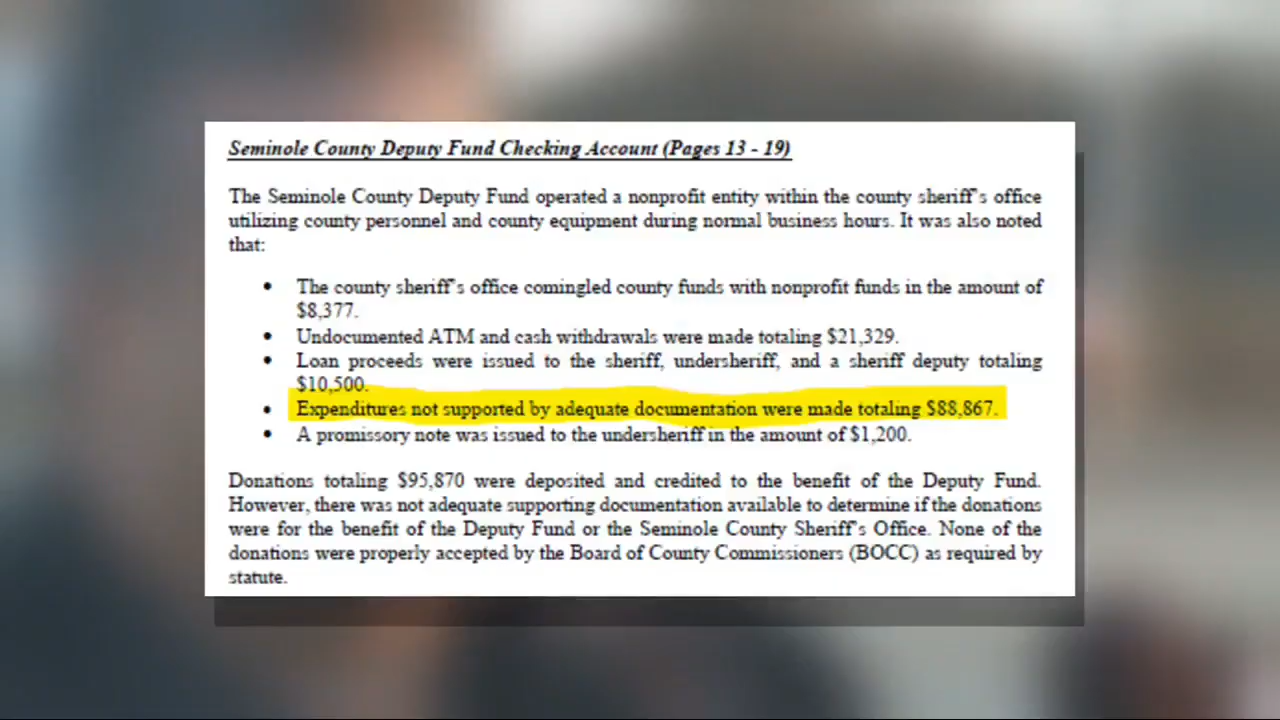 Seminole County Deputy Fund Checking Account (Pages 13 - 19)
The Seminole County Deputy Fund operated a nonprofit entity within the county sheriff's office
utilizing county personnel and county equipment during normal business hours. It was also noted
that:
• The county sheriff's office comingled county funds with nonprofit funds in the amount of
$8,377.
• Undocumented ATM and cash withdrawals were made totaling $21,329.
• Loan proceeds were issued to the sheriff, undersheriff, and a sheriff deputy totaling
$10,500.
• Expenditures not supported by adequate documentation were made totaling $88,867.
• A promissory note was issued to the undersheriff in the amount of $1,200.
Donations totaling $95,870 were deposited and credited to the benefit of the Deputy Fund.
However, there was not adequate supporting documentation available to determine if the donations
were for the benefit of the Deputy Fund or the Seminole County Sheriff's Office. None of the
donations were properly accepted by the Board of County Commissioners (BOCC) as required by
statute.